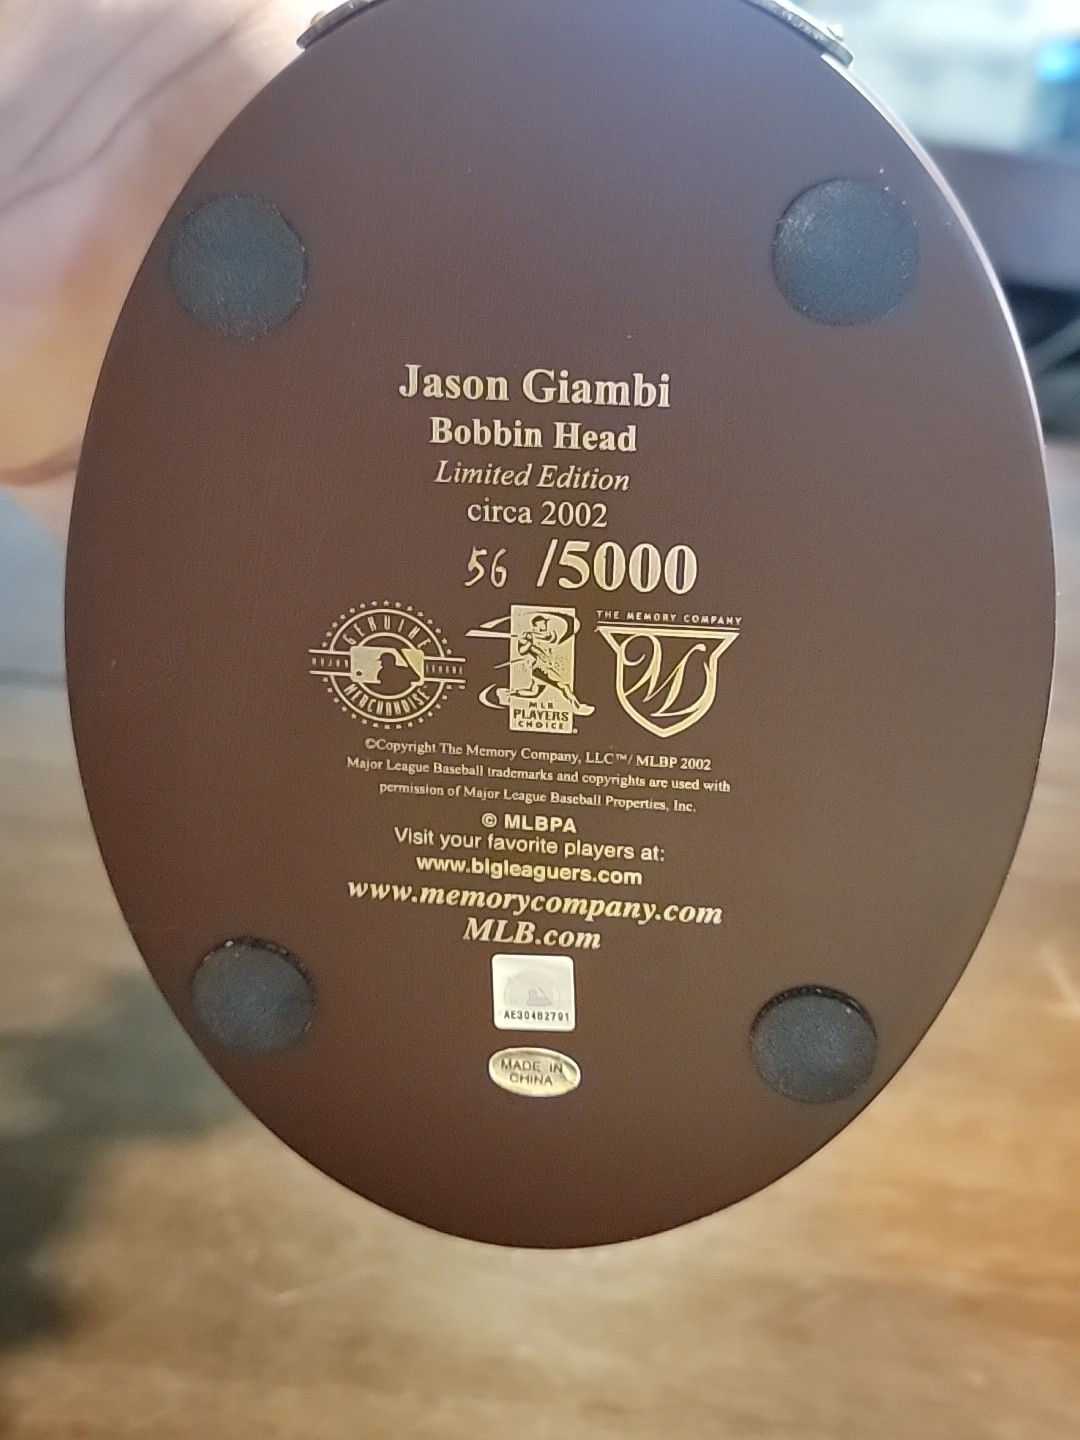 Jason Giambi
Bobbin Head
Limited Edition
circa 2002
56 /5000
GENUINE
MAJOR LEAGUE
MERCHANDISE
MLB
PLAYERS
CHOICE
THE MEMORY COMPANY
M
©Copyright The Memory Company, LLC™/ MLBP 2002
Major League Baseball trademarks and copyrights are used with
permission of Major League Baseball Properties, Inc.
© MLBPA
Visit your favorite players at:
www.bigleaguers.com
www.memorycompany.com
MLB.com
AE30482791
MADE IN
CHINA